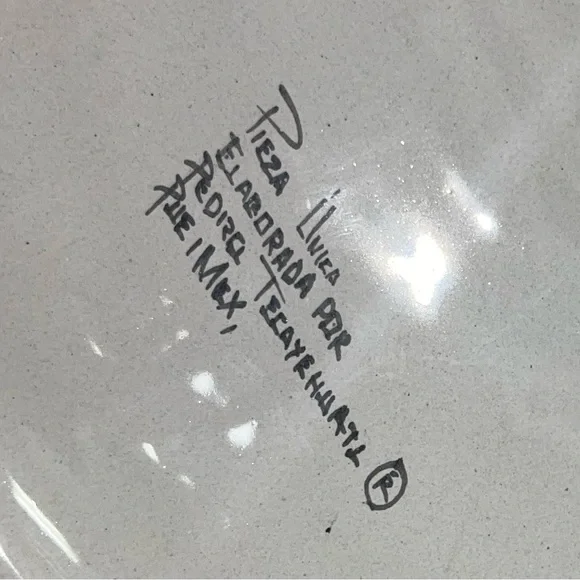 PIEZA ÚNICA
ELABORADA POR
PEDRO TECAYEHUATL ®
PUE, MEX,